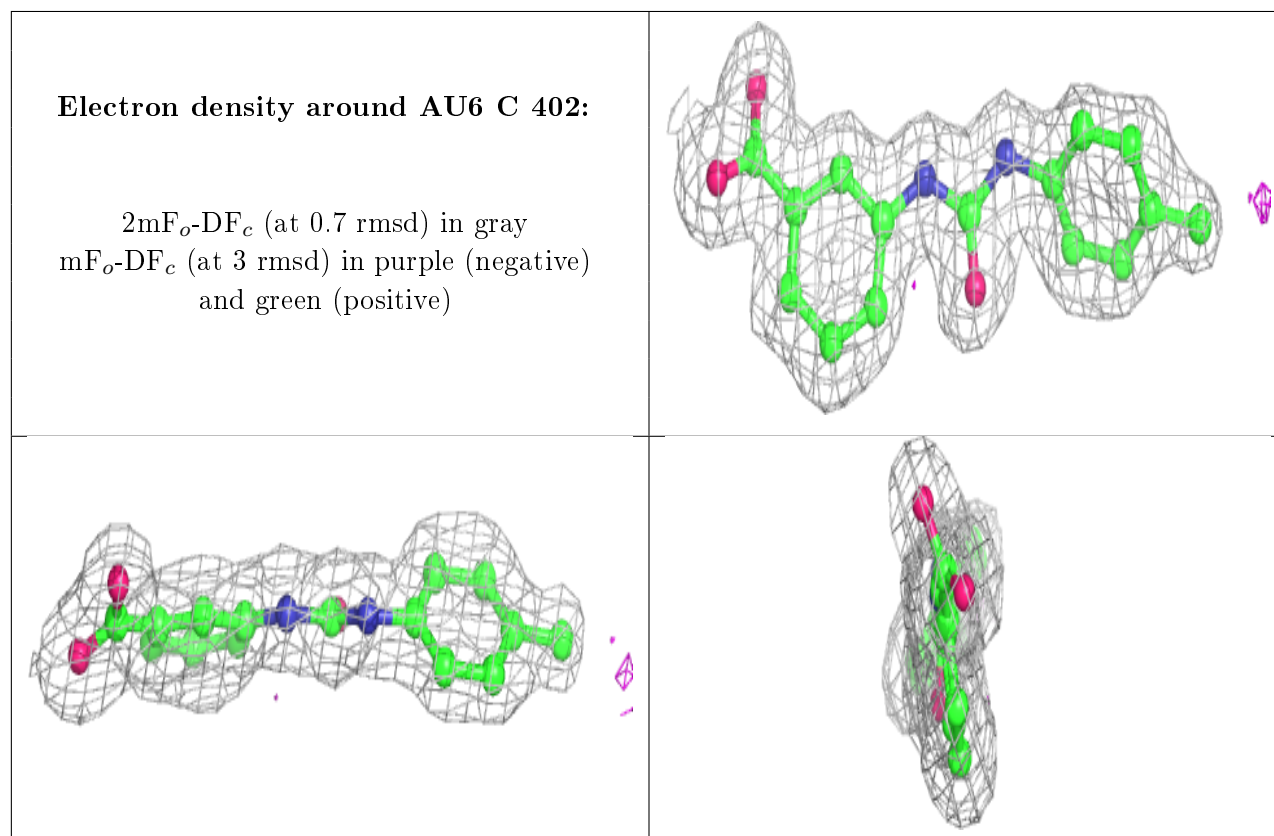 Electron density around AU6 C 402:
2mFo-DFc (at 0.7 rmsd) in gray
mFo-DFc (at 3 rmsd) in purple (negative)
and green (positive)